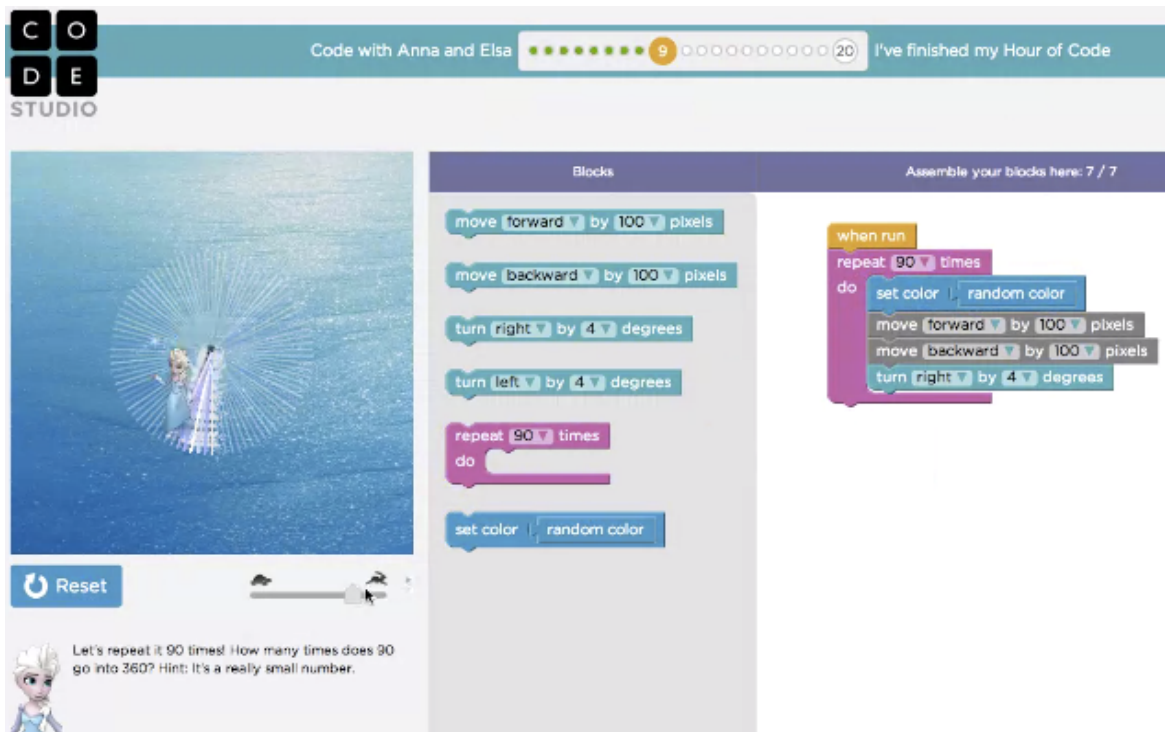 C O
D E
STUDIO
Code with Anna and Elsa
9
20
I've finished my Hour of Code
Blocks
Assemble your blocks here: 7 / 7
move forward by 100 pixels
move backward by 100 pixels
turn right by 4 degrees
turn left by 4 degrees
repeat 90 times
do
set color random color
when run
repeat 90 times
do
set color random color
move forward by 100 pixels
move backward by 100 pixels
turn right by 4 degrees
Reset
Let's repeat it 90 times! How many times does 90
go into 360? Hint: It's a really small number.